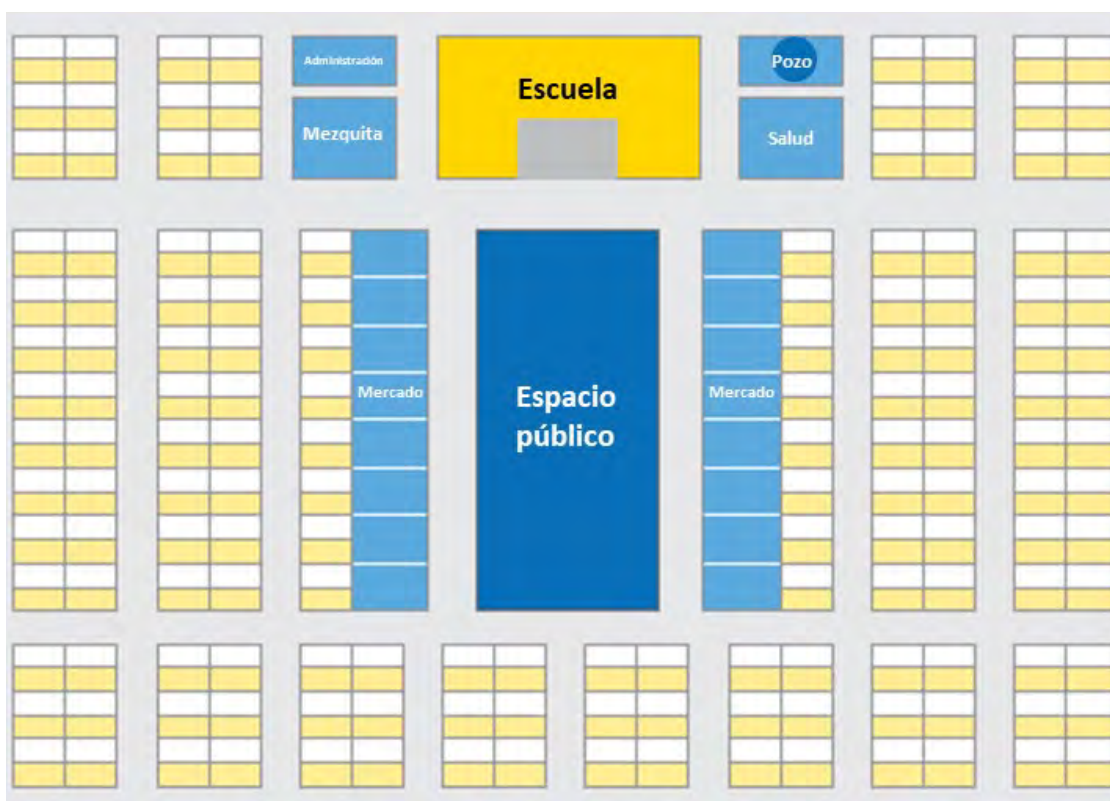 Administración
Escuela
Pozo
Mezquita
Salud
Mercado
Espacio
público
Mercado